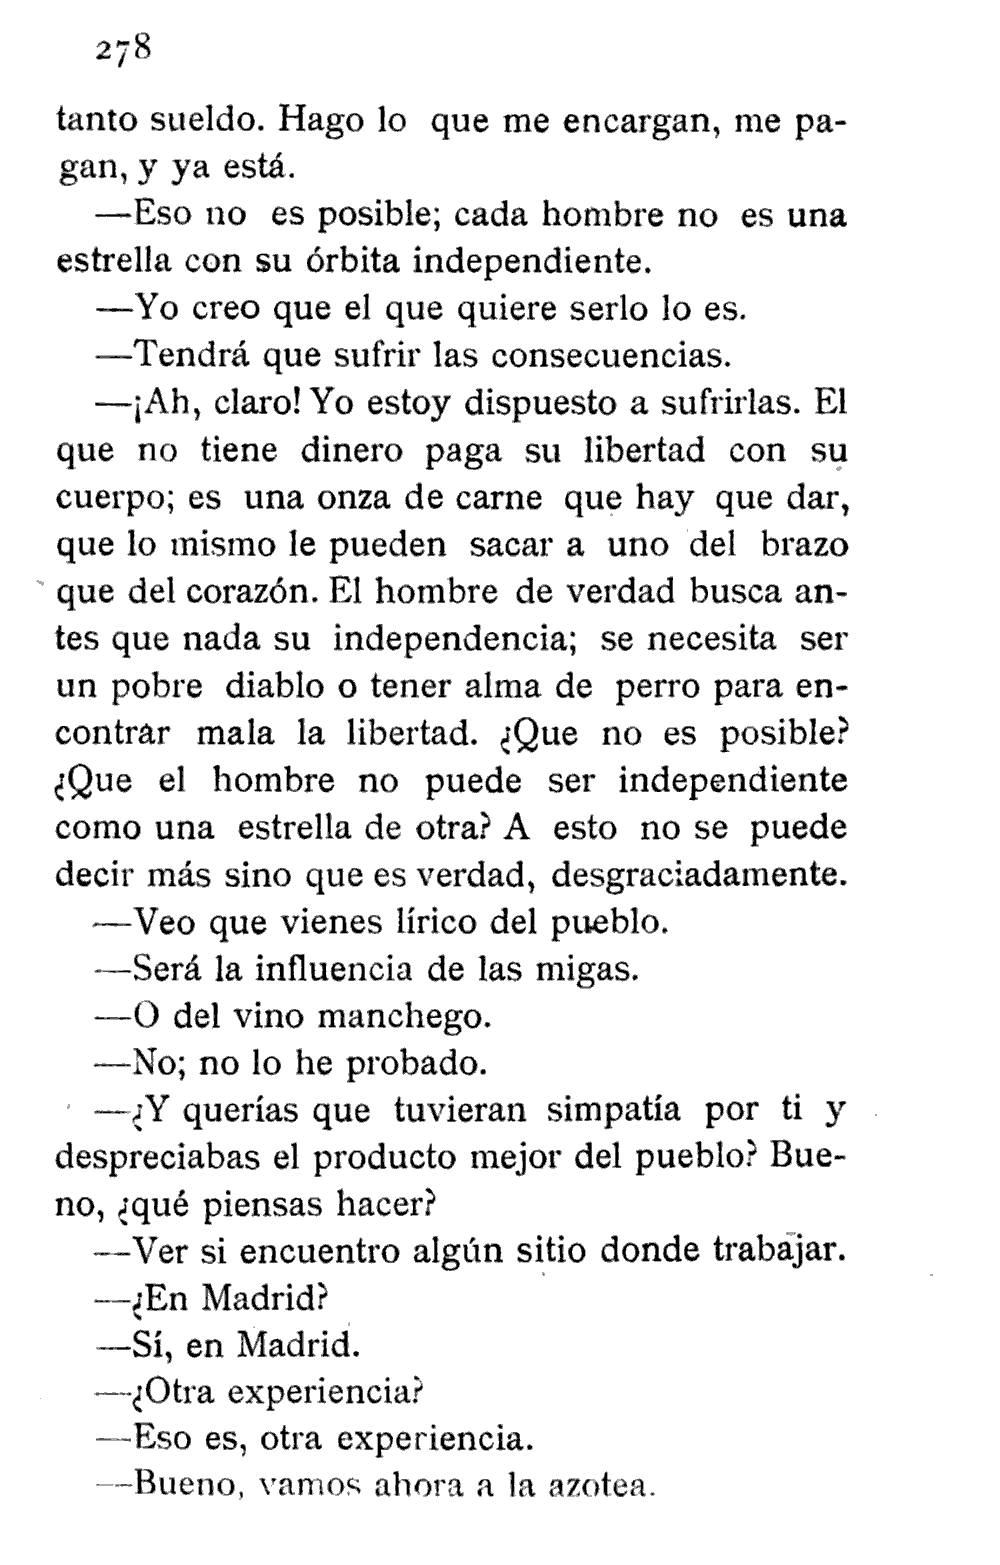 278
tanto sueldo. Hago lo que me encargan, me pa-
gan, y ya está.
—Eso no es posible; cada hombre no es una
estrella con su órbita independiente.
—Yo creo que el que quiere serlo lo es.
—Tendrá que sufrir las consecuencias.
—¡Ah, claro! Yo estoy dispuesto a sufrirlas. El
que no tiene dinero paga su libertad con su
cuerpo; es una onza de carne que hay que dar,
que lo mismo le pueden sacar a uno del brazo
que del corazón. El hombre de verdad busca an-
tes que nada su independencia; se necesita ser
un pobre diablo o tener alma de perro para en-
contrar mala la libertad. ¿Que no es posible?
¿Que el hombre no puede ser independiente
como una estrella de otra? A esto no se puede
decir más sino que es verdad, desgraciadamente.
—Veo que vienes lírico del pueblo.
—Será la influencia de las migas.
—O del vino manchego.
—No; no lo he probado.
—¿Y querías que tuvieran simpatía por ti y
despreciabas el producto mejor del pueblo? Bue-
no, ¿qué piensas hacer?
—Ver si encuentro algún sitio donde trabajar.
—¿En Madrid?
—Sí, en Madrid.
—¿Otra experiencia?
—Eso es, otra experiencia.
—Bueno, vamos ahora a la azotea.